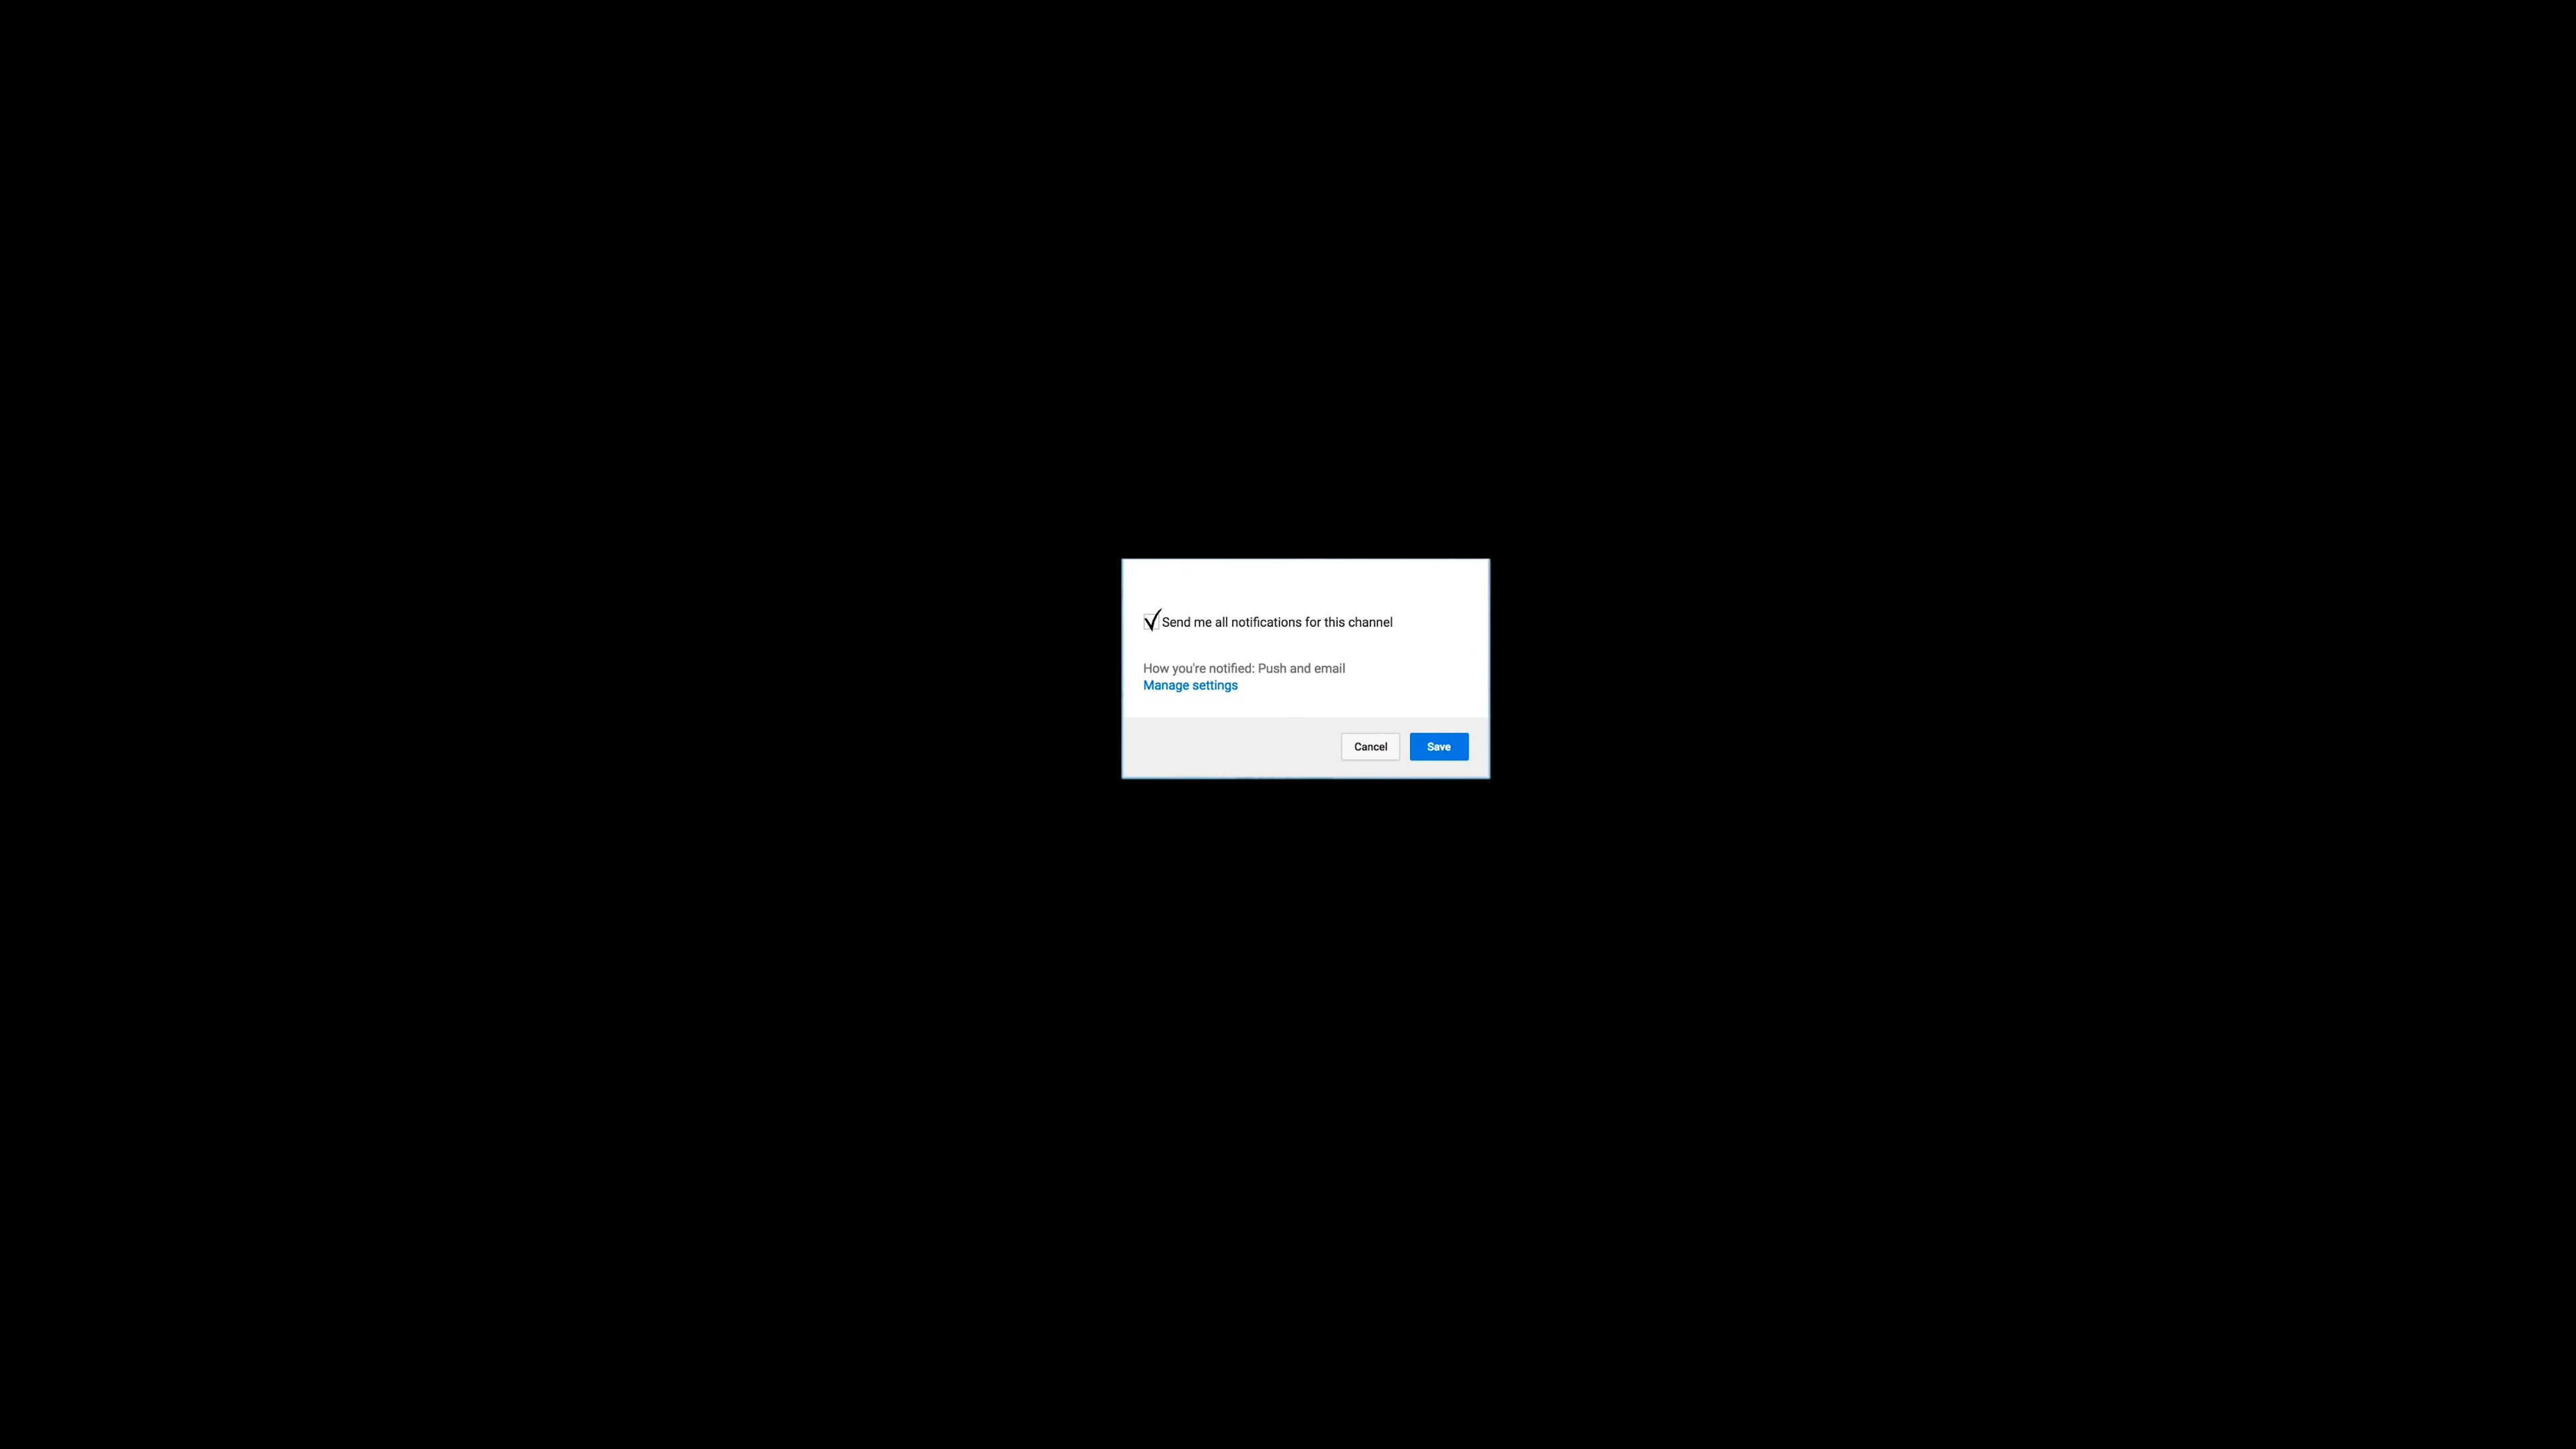 Send me all notifications for this channel
How you're notified: Push and email
Manage settings
Cancel Save